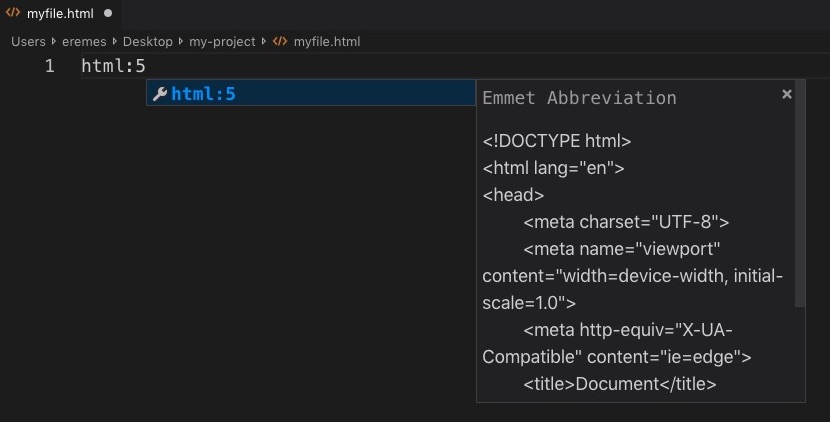 myfile.html
Users eremes Desktop my-project myfile.html
1 html:5
html:5
Emmet Abbreviation
<!DOCTYPE html>
<html lang="en">
<head>
    <meta charset="UTF-8">
    <meta name="viewport"
content="width=device-width, initial-
scale=1.0">
    <meta http-equiv="X-UA-
Compatible" content="ie=edge">
    <title>Document</title>